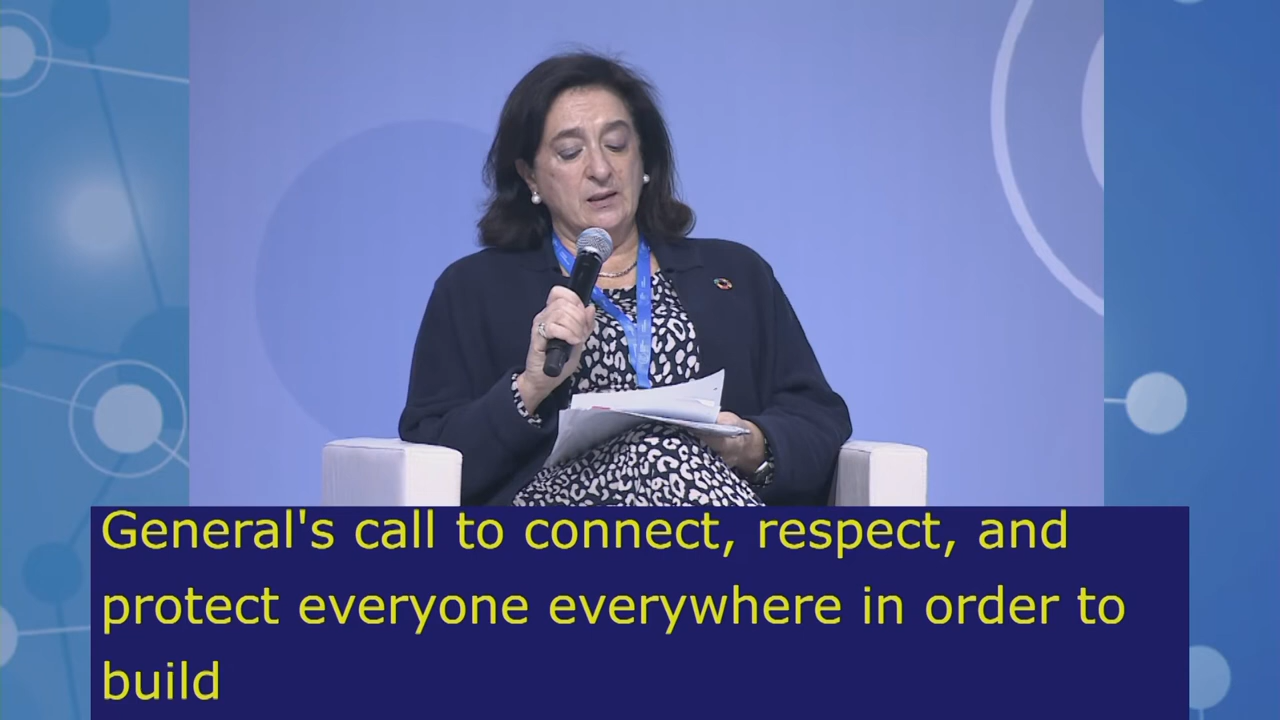 General's call to connect, respect, and
protect everyone everywhere in order to
build